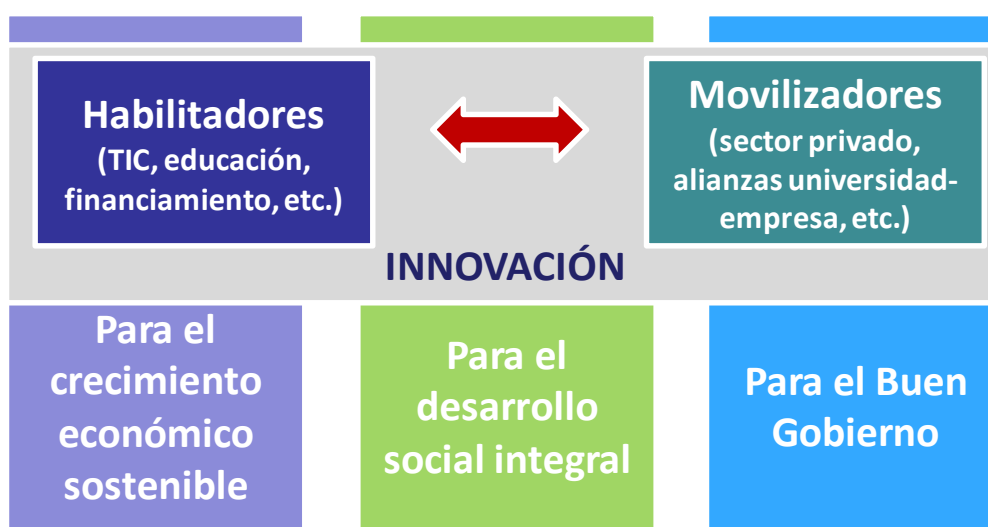 Habilitadores
(TIC, educación,
financiamiento, etc.)
Movilizadores
(sector privado,
alianzas universidad-
empresa, etc.)
INNOVACIÓN
Para el
crecimiento
económico
sostenible
Para el
desarrollo
social integral
Para el Buen
Gobierno